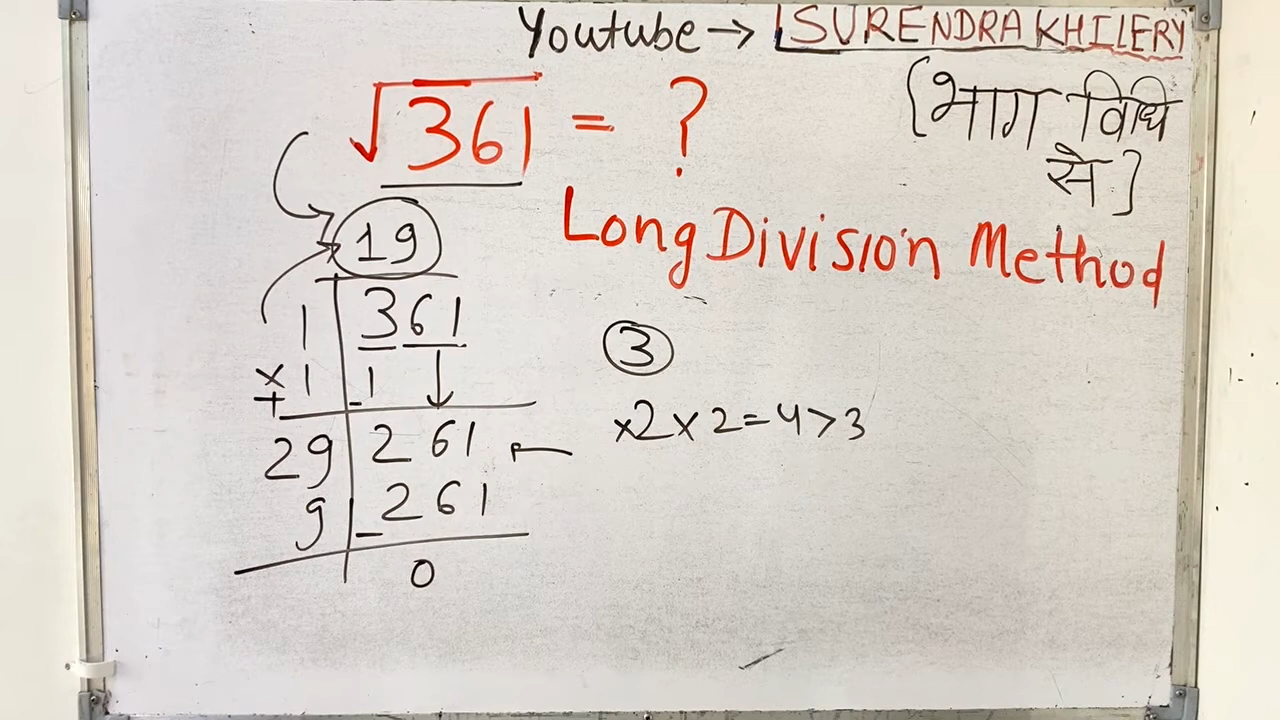 Youtube → SURENDRA KHILERY
√361 = ?
[भाग विधि
से]
Long Division Method
19
1 361
×1 -1
+
29 261
9 -261
0
3
×2×2=4>3